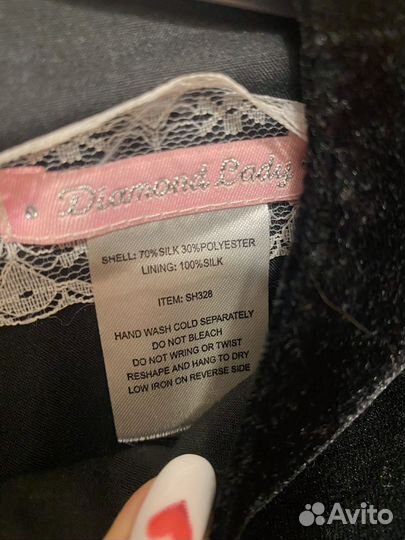 Diamond Lady
SHELL: 70%SILK 30%POLYESTER
LINING: 100%SILK
ITEM: SH328
HAND WASH COLD SEPARATELY
DO NOT BLEACH
DO NOT WRING OR TWIST
RESHAPE AND HANG TO DRY
LOW IRON ON REVERSE SIDE
Avito